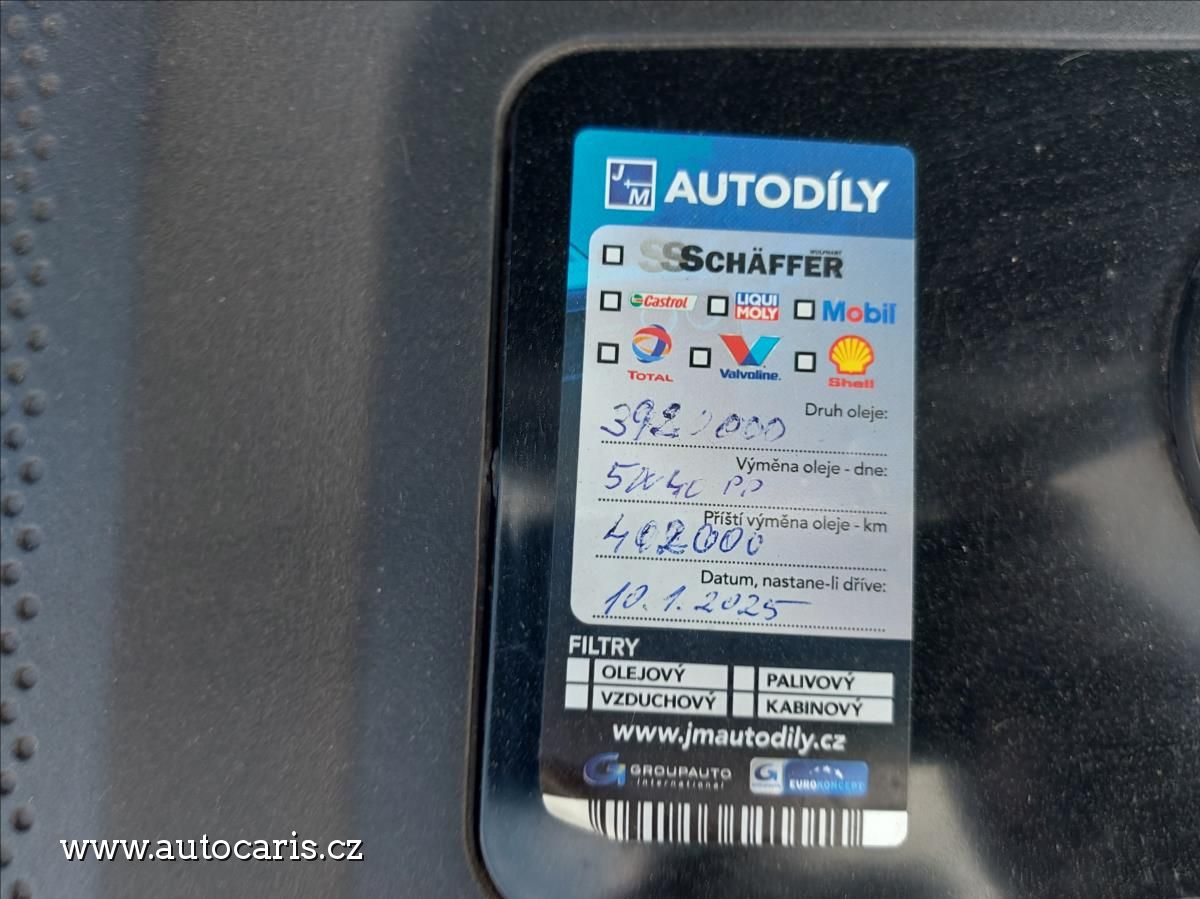 J+M AUTODÍLY
SCHÄFFER
Castrol LIQUI MOLY Mobil
TOTAL Valvoline. Shell
Druh oleje:
Výměna oleje - dne:
5W40 PP
Příští výměna oleje - km
402000
Datum, nastane-li dříve:
10.1.2025
FILTRY
OLEJOVÝ PALIVOVÝ
VZDUCHOVÝ KABINOVÝ
www.jmautodily.cz
G GROUPAUTO International EUROKONCEPT
www.autocaris.cz